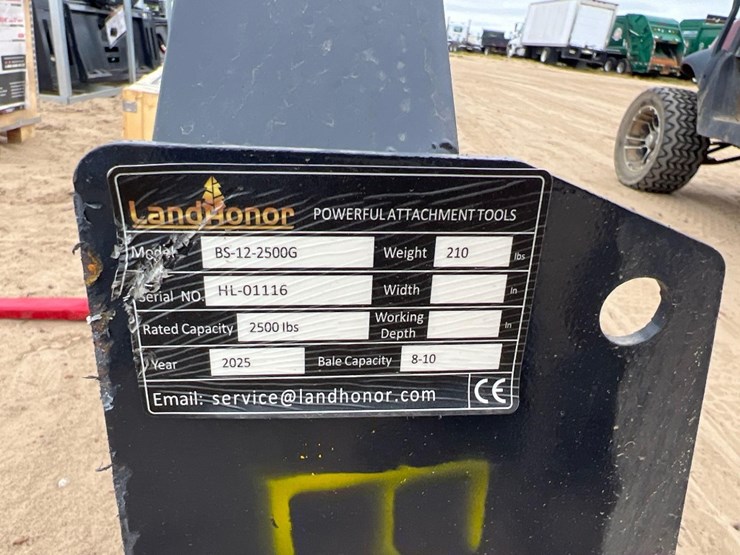 LandHonor POWERFUL ATTACHMENT TOOLS
Model BS-12-2500G Weight 210 lbs
Serial NO. HL-01116 Width in
Rated Capacity 2500 lbs Working Depth in
Year 2025 Bale Capacity 8-10
Email: service@landhonor.com CE